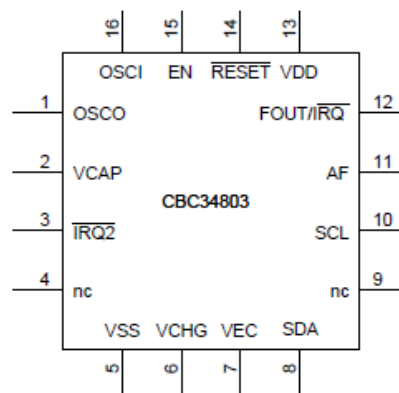 16 15 14 13
OSCI EN RESET VDD
1 OSCO FOUT/IRQ 12
2 VCAP AF 11
CBC34803
3 IRQ2 SCL 10
4 nc nc 9
VSS VCHG VEC SDA
5 6 7 8